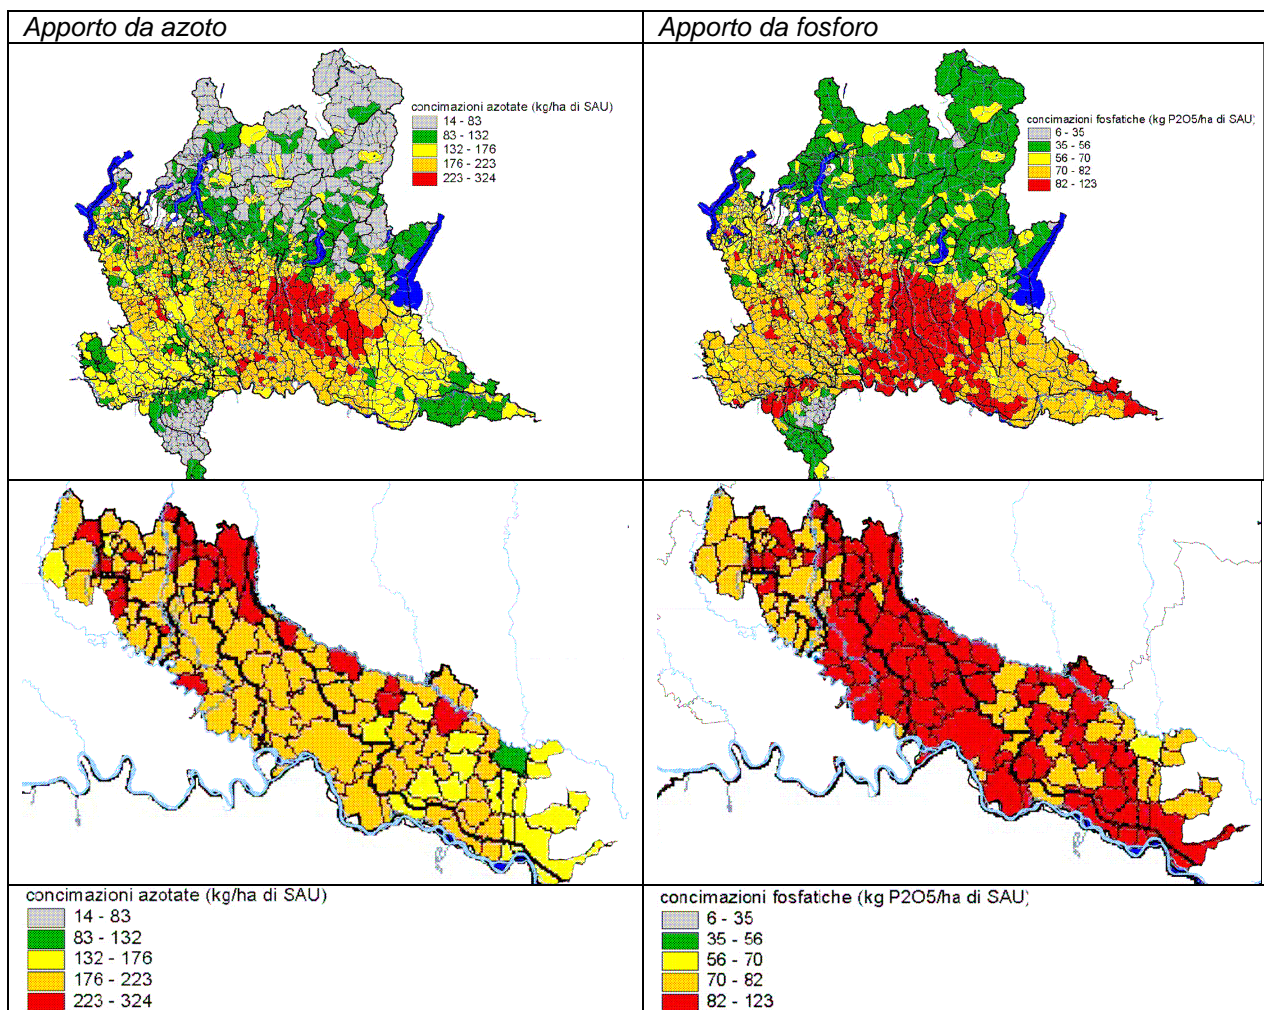 Apporto da azoto
Apporto da fosforo
concimazioni azotate (kg/ha di SAU)
14 - 83
83 - 132
132 - 176
176 - 223
223 - 324
concimazioni fosfatiche (kg P2O5/ha di SAU)
6 - 35
35 - 56
56 - 70
70 - 82
82 - 123
concimazioni azotate (kg/ha di SAU)
14 - 83
83 - 132
132 - 176
176 - 223
223 - 324
concimazioni fosfatiche (kg P2O5/ha di SAU)
6 - 35
35 - 56
56 - 70
70 - 82
82 - 123